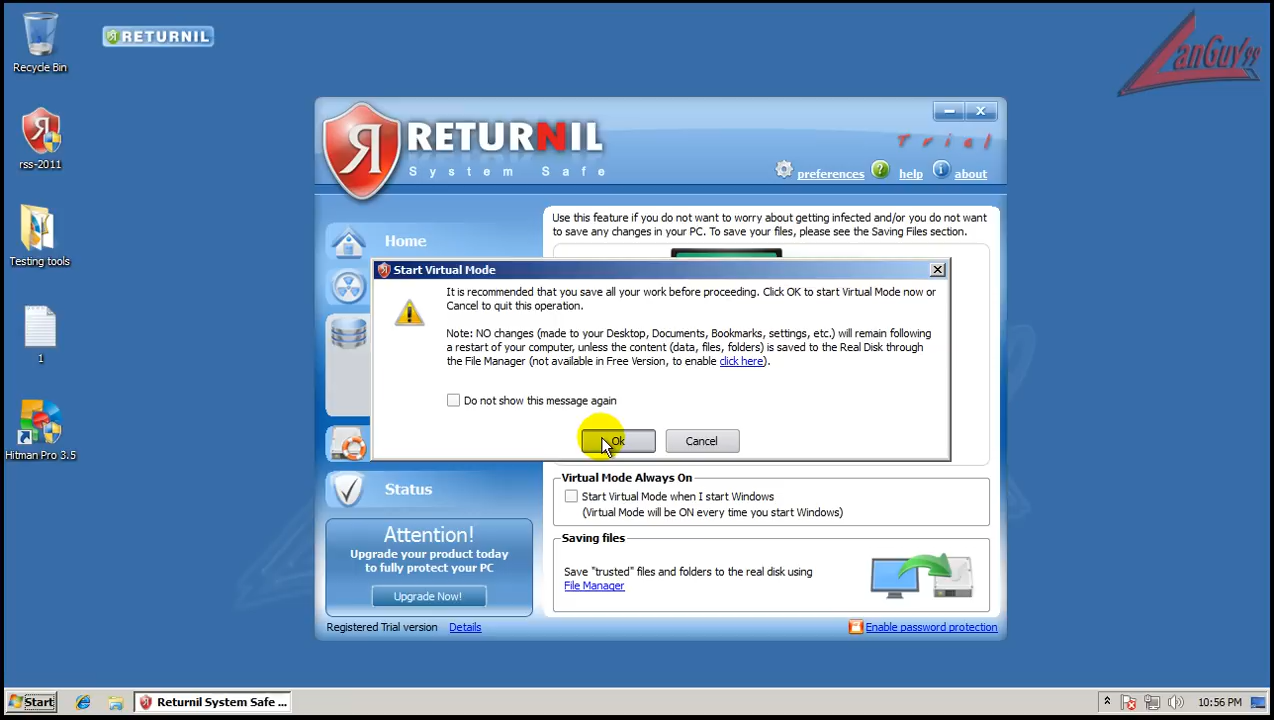 Recycle Bin
RETURNIL
LanGuy99
rss-2011
Testing tools
1
Hitman Pro 3.5
RETURNIL
System Safe
Trial
preferences
help
about
Home
Use this feature if you do not want to worry about getting infected and/or you do not want
to save any changes in your PC. To save your files, please see the Saving Files section.
Start Virtual Mode
It is recommended that you save all your work before proceeding. Click OK to start Virtual Mode now or
Cancel to quit this operation.
Note: NO changes (made to your Desktop, Documents, Bookmarks, settings, etc.) will remain following
a restart of your computer, unless the content (data, files, folders) is saved to the Real Disk through
the File Manager (not available in Free Version, to enable click here).
Do not show this message again
Ok
Cancel
Status
Virtual Mode Always On
Start Virtual Mode when I start Windows
(Virtual Mode will be ON every time you start Windows)
Attention!
Upgrade your product today
to fully protect your PC
Upgrade Now!
Saving files
Save "trusted" files and folders to the real disk using
File Manager
Registered Trial version
Details
Enable password protection
Start
Returnil System Safe ...
10:56 PM